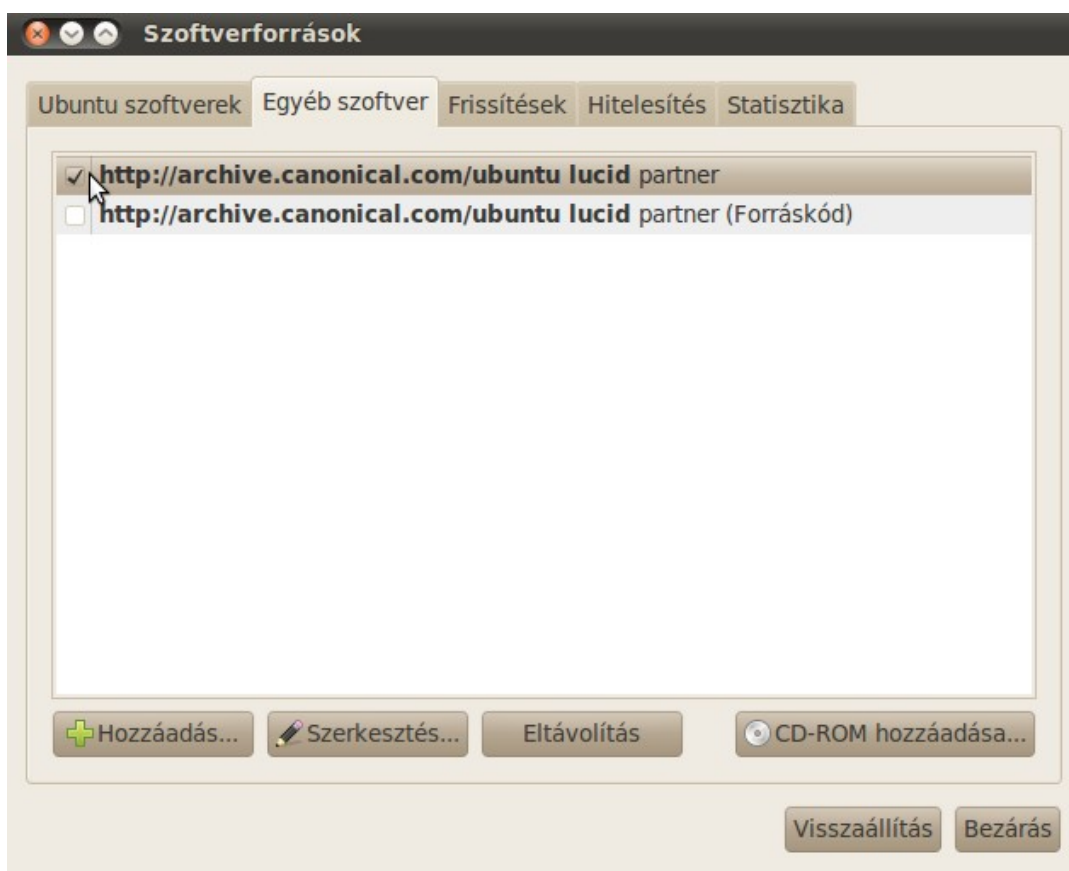 Szoftverforrások
Ubuntu szoftverek Egyéb szoftver Frissítések Hitelesítés Statisztika
http://archive.canonical.com/ubuntu lucid partner
http://archive.canonical.com/ubuntu lucid partner (Forráskód)
Hozzáadás... Szerkesztés... Eltávolítás CD-ROM hozzáadása...
Visszaállítás Bezárás